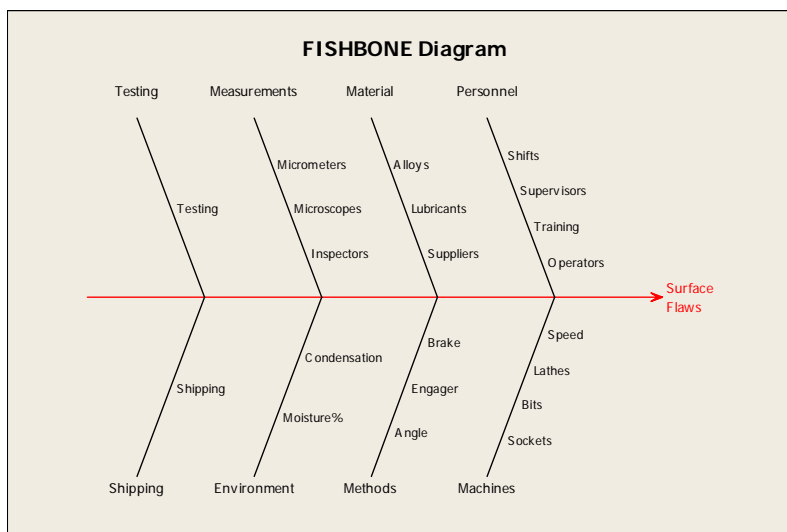 FISHBONE Diagram
Testing Measurements Material Personnel
Shifts
Micrometers Alloys
Supervisors
Testing Microscopes Lubricants
Training
Inspectors Suppliers
Operators
Surface
Flaws
Speed
Brake
Condensation
Lathes
Shipping Engager
Bits
Moisture%
Angle
Sockets
Shipping Environment Methods Machines